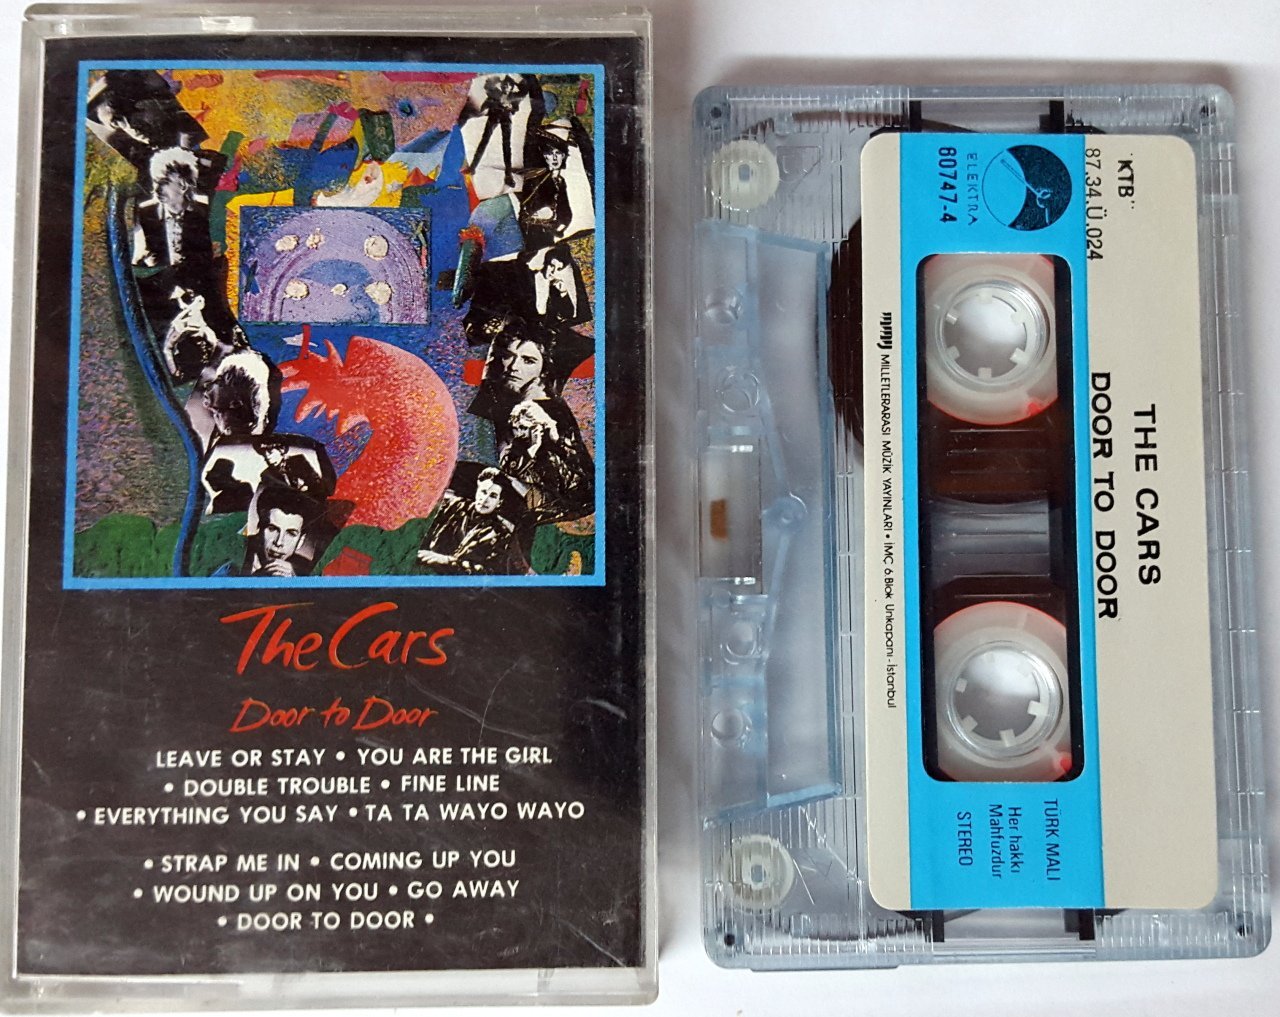 The Cars
Door to Door
LEAVE OR STAY • YOU ARE THE GIRL
• DOUBLE TROUBLE • FINE LINE
• EVERYTHING YOU SAY • TA TA WAYO WAYO
• STRAP ME IN • COMING UP YOU
• WOUND UP ON YOU • GO AWAY
• DOOR TO DOOR •
KTB
87.34.Ü.024
ELEKTRA
80747-4
THE CARS
DOOR TO DOOR
MILLETLERARASI MÜZİK YAYINLARI • İMÇ 6.Blok Unkapanı - İstanbul
TÜRK MALI
Her hakkı
Mahfuzdur
STEREO